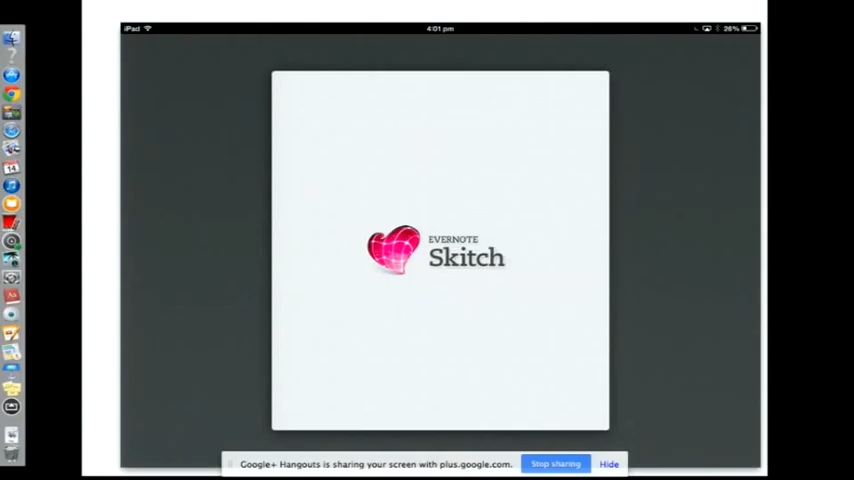 iPad
4:01 pm
26%
EVERNOTE
Skitch
14
Google+ Hangouts is sharing your screen with plus.google.com.
Stop sharing
Hide